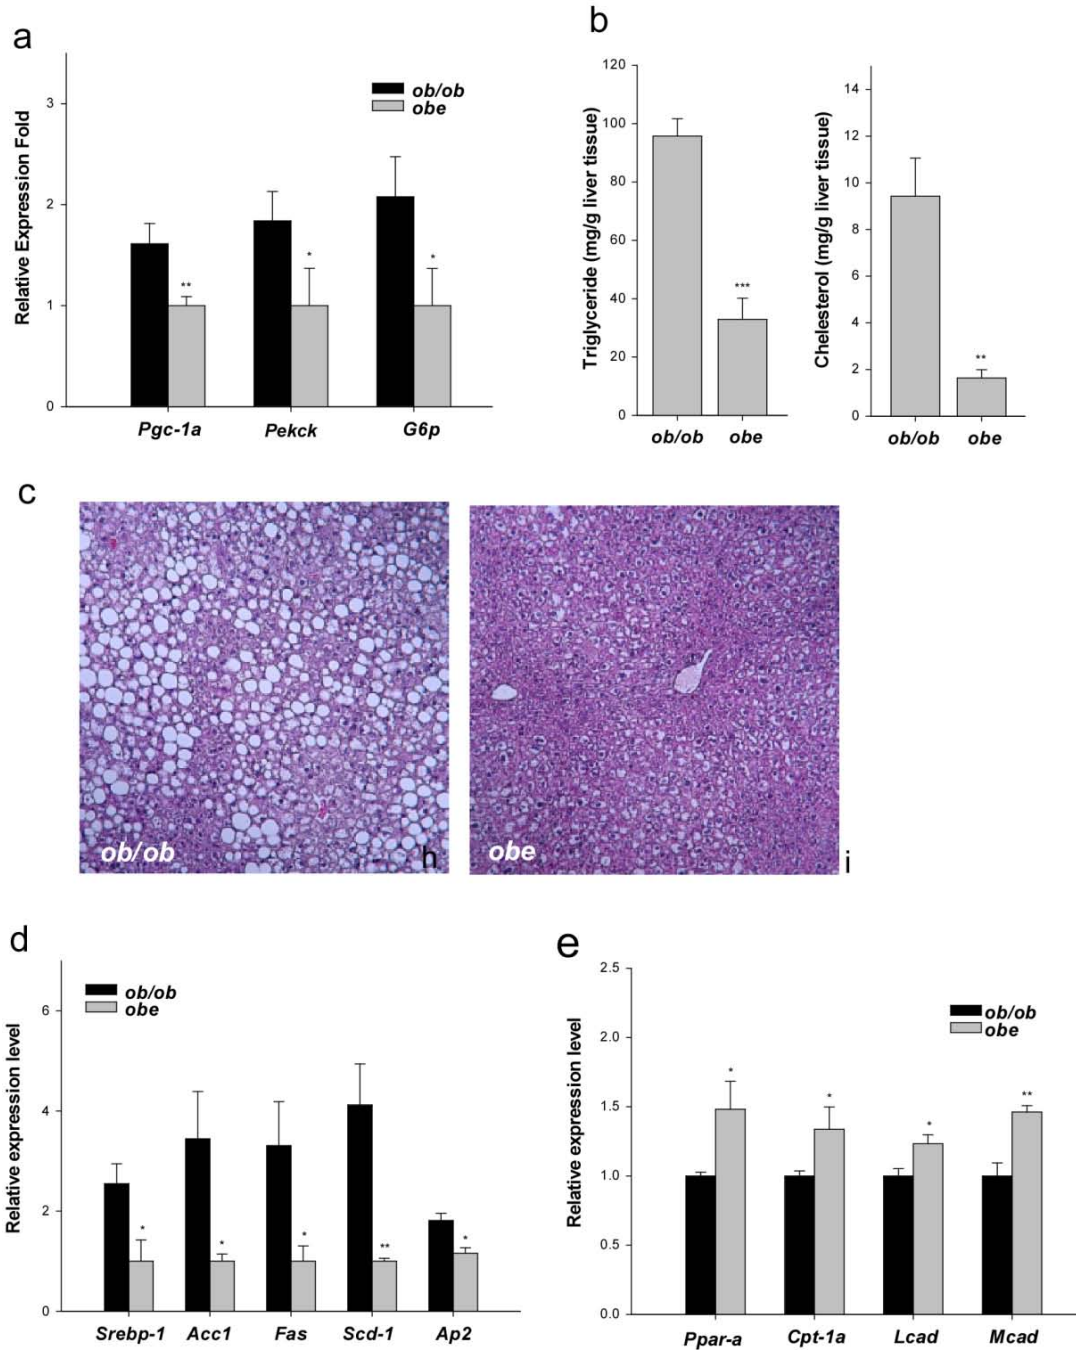 a
Relative Expression Fold
3
2
1
0
ob/ob
obe
**
*
*
Pgc-1a
Pekck
G6p
b
Triglyceride (mg/g liver tissue)
120
100
80
60
40
20
0
***
ob/ob
obe
Chelesterol (mg/g liver tissue)
14
12
10
8
6
4
2
0
**
ob/ob
obe
c
ob/ob
h
obe
i
d
Relative expression level
6
4
2
0
ob/ob
obe
*
*
*
**
*
Srebp-1
Acc1
Fas
Scd-1
Ap2
e
Relative expression level
2.5
2.0
1.5
1.0
0.5
0.0
ob/ob
obe
*
*
*
**
Ppar-a
Cpt-1a
Lcad
Mcad